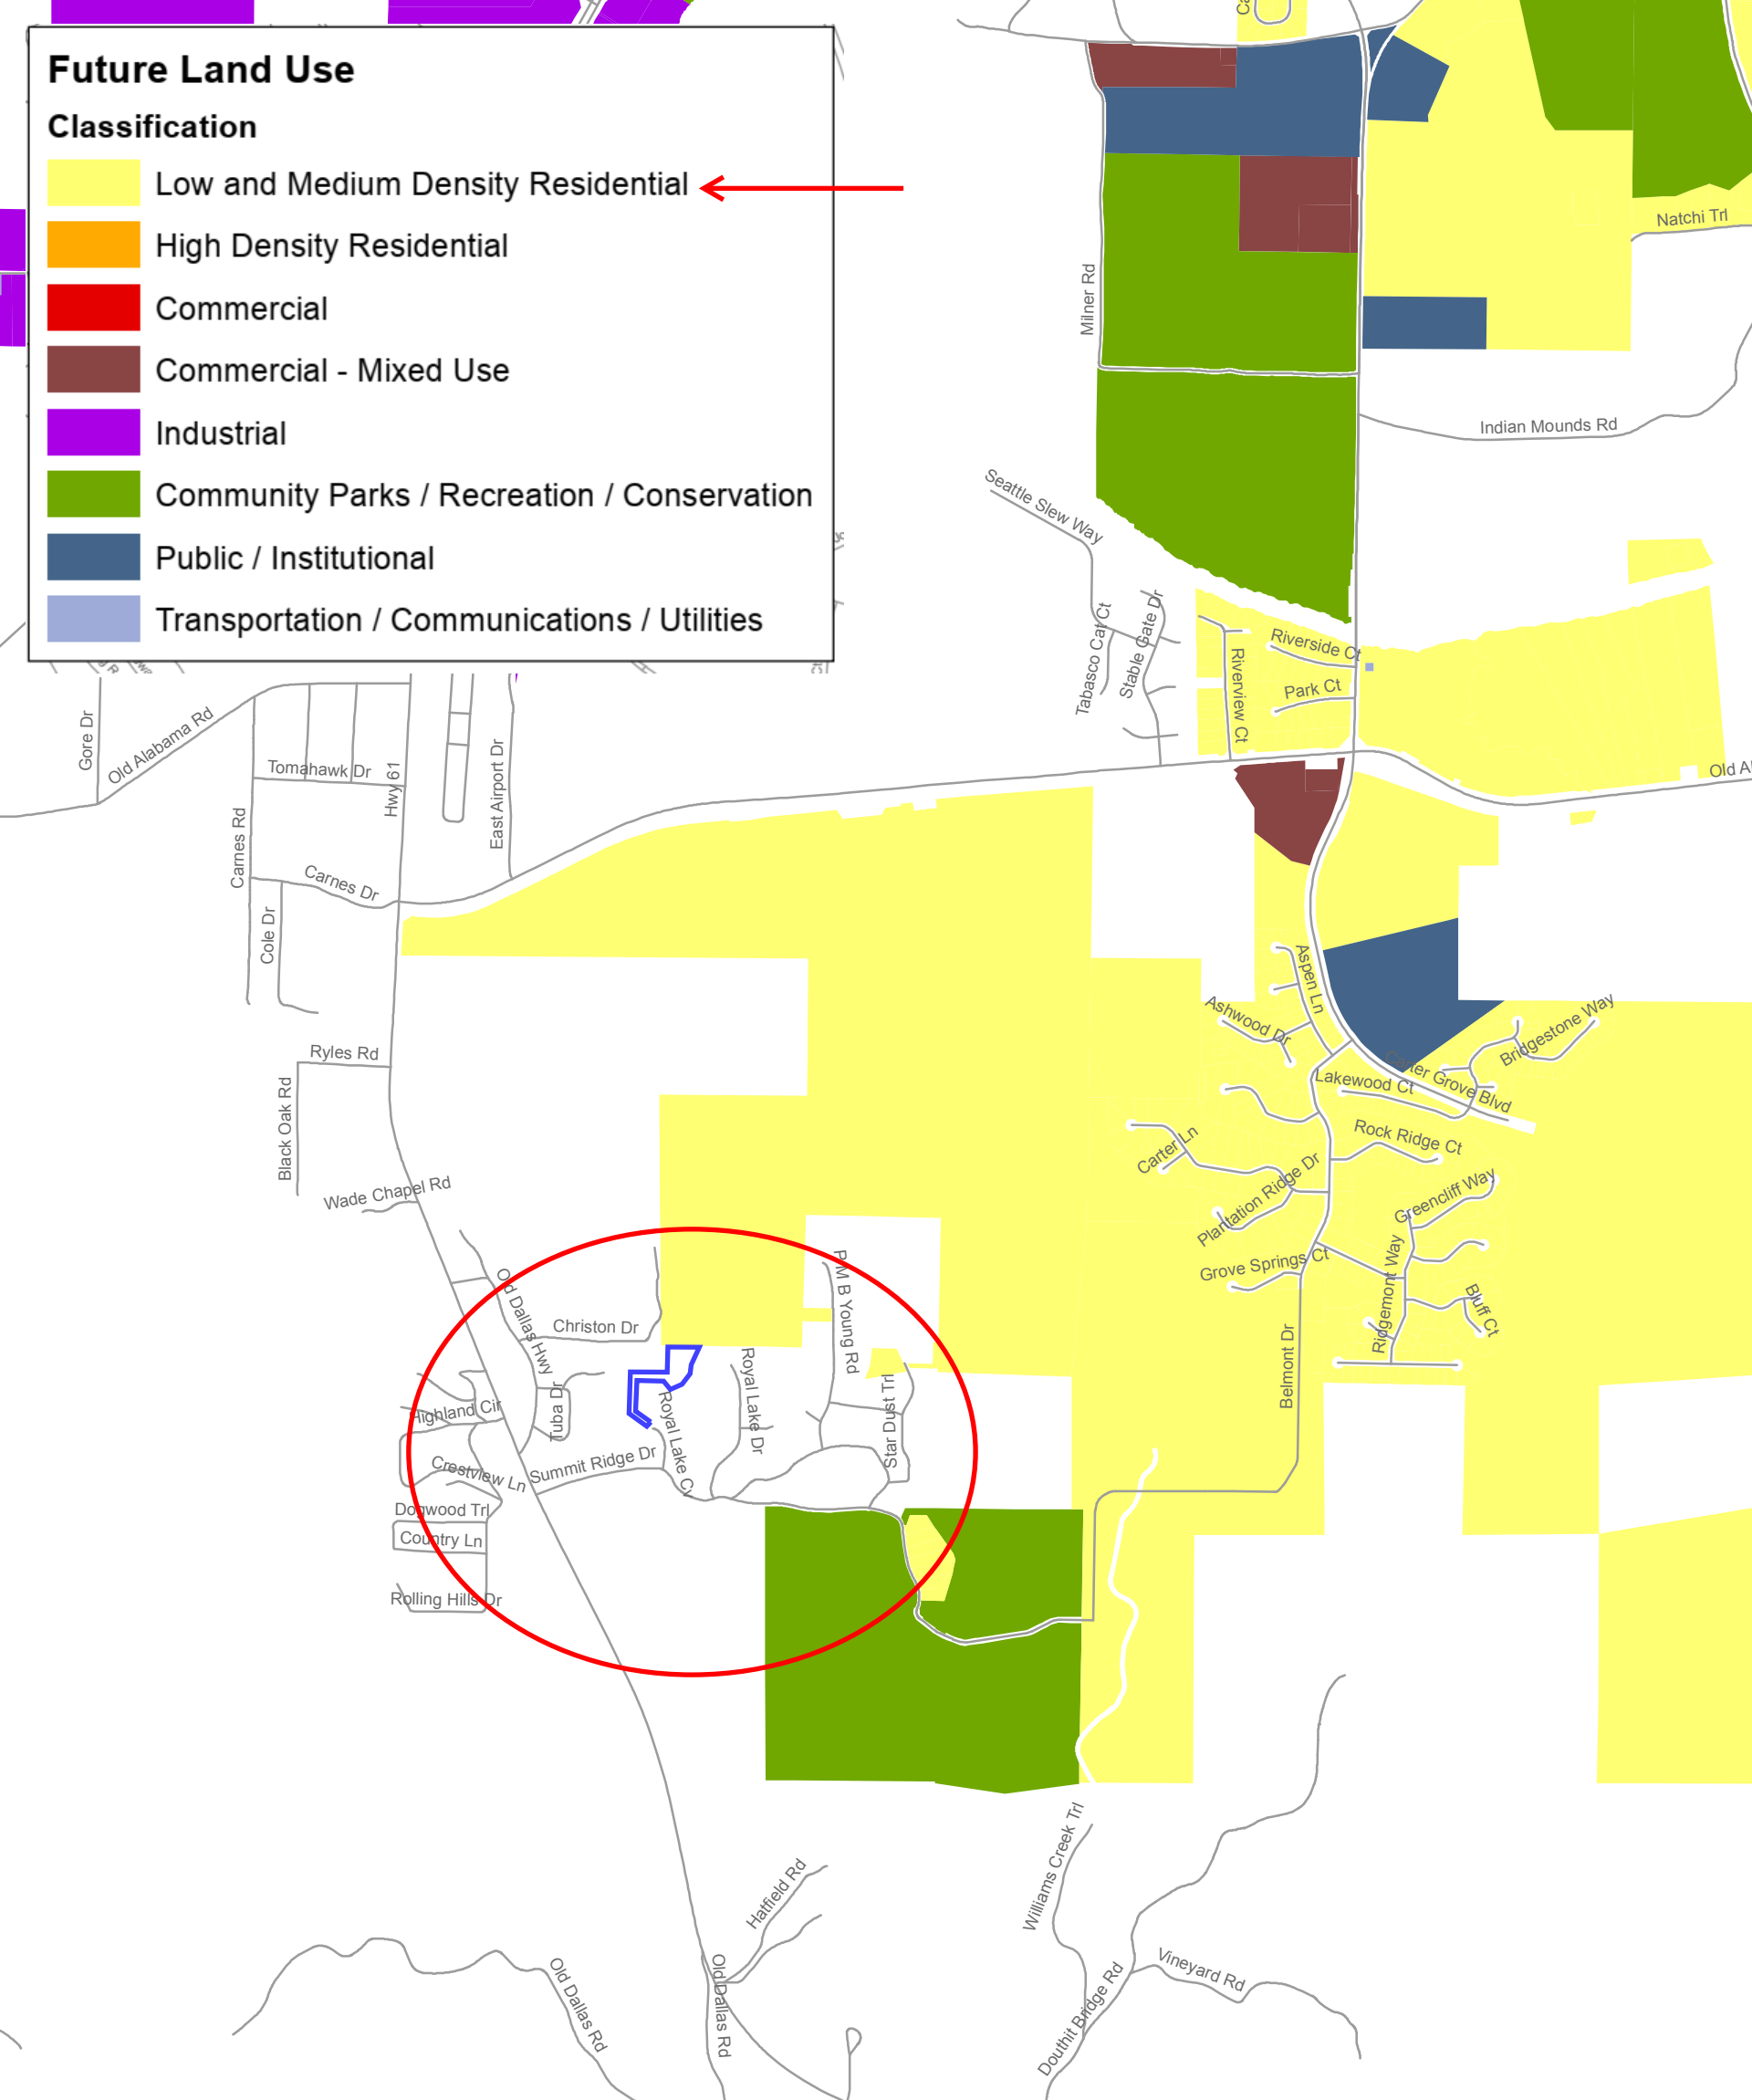 Future Land Use
Classification
Low and Medium Density Residential
High Density Residential
Commercial
Commercial - Mixed Use
Industrial
Community Parks / Recreation / Conservation
Public / Institutional
Transportation / Communications / Utilities
Natchi Trl
Milner Rd
Indian Mounds Rd
Seattle Slew Way
Tabasco Cat Ct
Stable Gate Dr
Riverside Ct
Riverview Ct
Park Ct
Gore Dr
Old Alabama Rd
Tomahawk Dr
Hwy 61
East Airport Dr
Carnes Rd
Carnes Dr
Cole Dr
Aspen Ln
Ashwood Dr
Bridgestone Way
Carter Grove Blvd
Lakewood Ct
Ryles Rd
Black Oak Rd
Rock Ridge Ct
Carter Ln
Plantation Ridge Dr
Greencliff Way
Wade Chapel Rd
Grove Springs Ct
Ridgemont Way
Bluff Ct
Old Dallas Hwy
Christon Dr
P M B Young Rd
Belmont Dr
Royal Lake Dr
Tuba Dr
Highland Cir
Royal Lake Cv
Star Dust Trl
Crestview Ln
Summit Ridge Dr
Dogwood Trl
Country Ln
Rolling Hills Dr
Williams Creek Trl
Hatfield Rd
Old Dallas Rd
Old Dallas Rd
Vineyard Rd
Douthit Bridge Rd